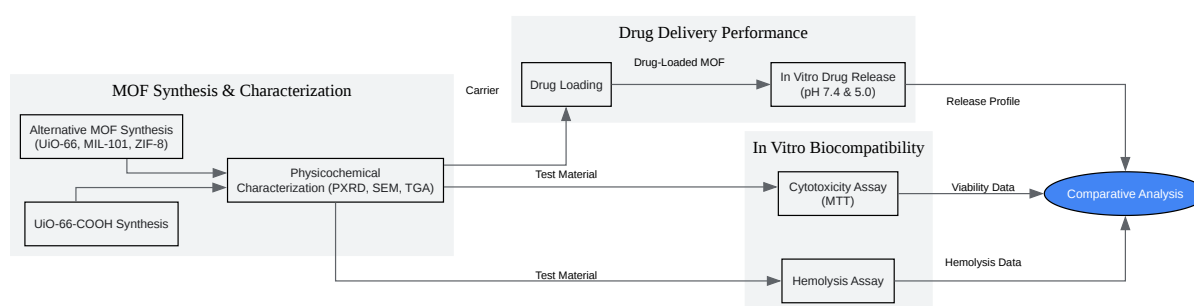 Drug Delivery Performance
Drug-Loaded MOF
Drug Loading
In Vitro Drug Release
(pH 7.4 & 5.0)
MOF Synthesis & Characterization
Carrier
Release Profile
Alternative MOF Synthesis
(UiO-66, MIL-101, ZIF-8)
In Vitro Biocompatibility
Physicochemical
Characterization (PXRD, SEM, TGA)
Test Material
Cytotoxicity Assay
(MTT)
Viability Data
Comparative Analysis
UiO-66-COOH Synthesis
Test Material
Hemolysis Assay
Hemolysis Data